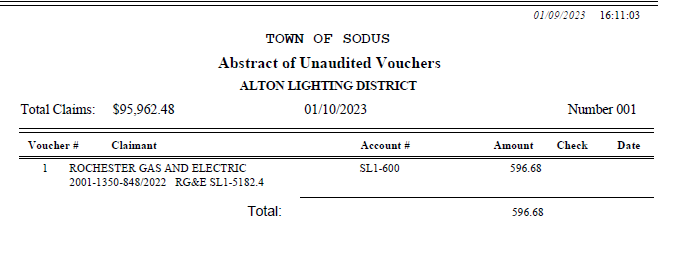 01/09/2023 16:11:03
TOWN OF SODUS
Abstract of Unaudited Vouchers
ALTON LIGHTING DISTRICT
Total Claims: $95,962.48 01/10/2023 Number 001
Voucher # Claimant Account # Amount Check Date
1 ROCHESTER GAS AND ELECTRIC SL1-600 596.68
2001-1350-848/2022 RG&E SL1-5182.4
Total: 596.68